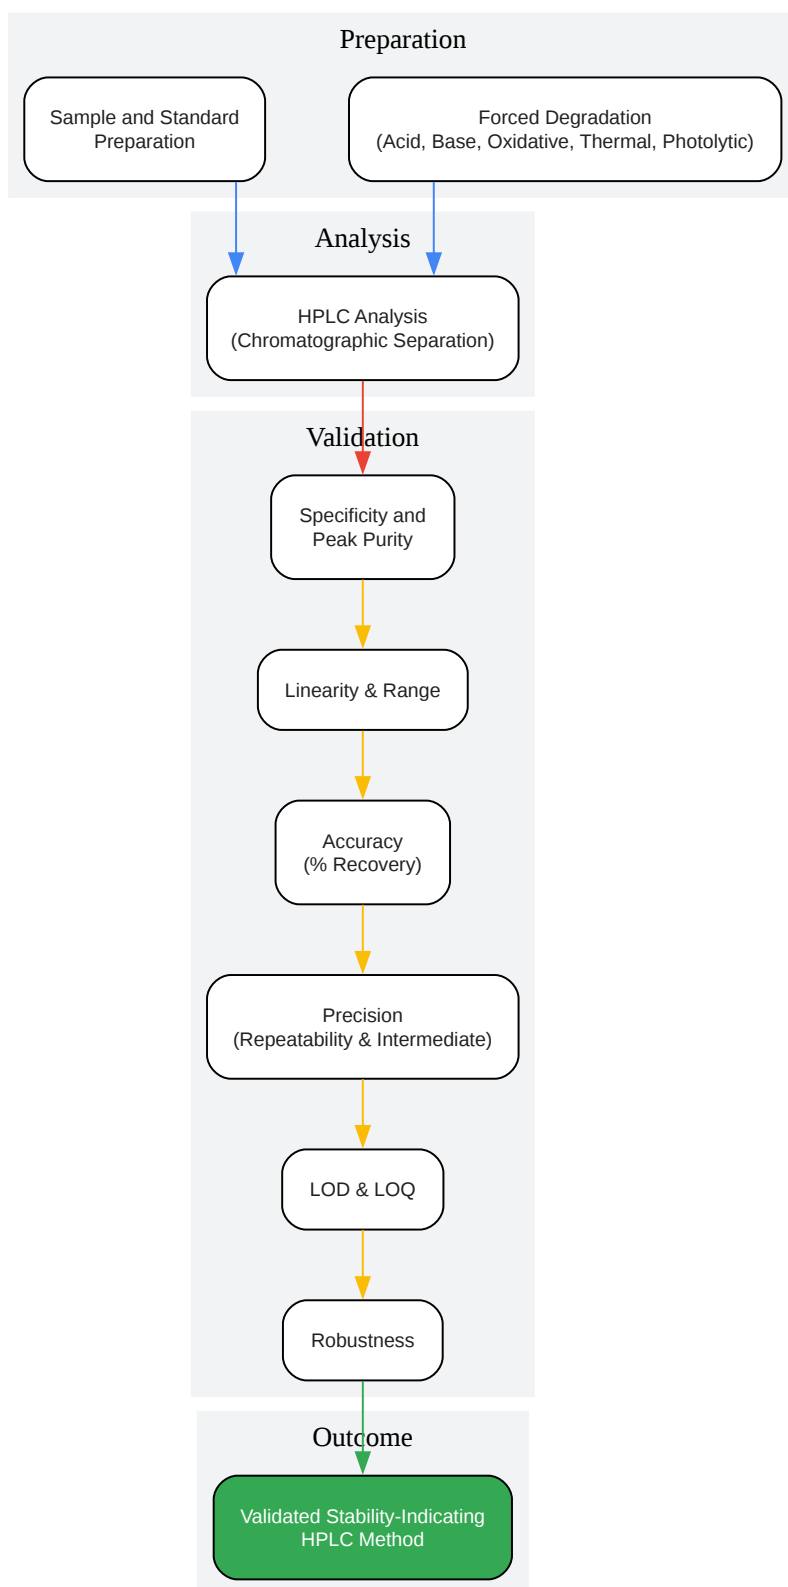 Preparation
Sample and Standard
Preparation
Forced Degradation
(Acid, Base, Oxidative, Thermal, Photolytic)
Analysis
HPLC Analysis
(Chromatographic Separation)
Validation
Specificity and
Peak Purity
Linearity & Range
Accuracy
(% Recovery)
Precision
(Repeatability & Intermediate)
LOD & LOQ
Robustness
Outcome
Validated Stability-Indicating
HPLC Method